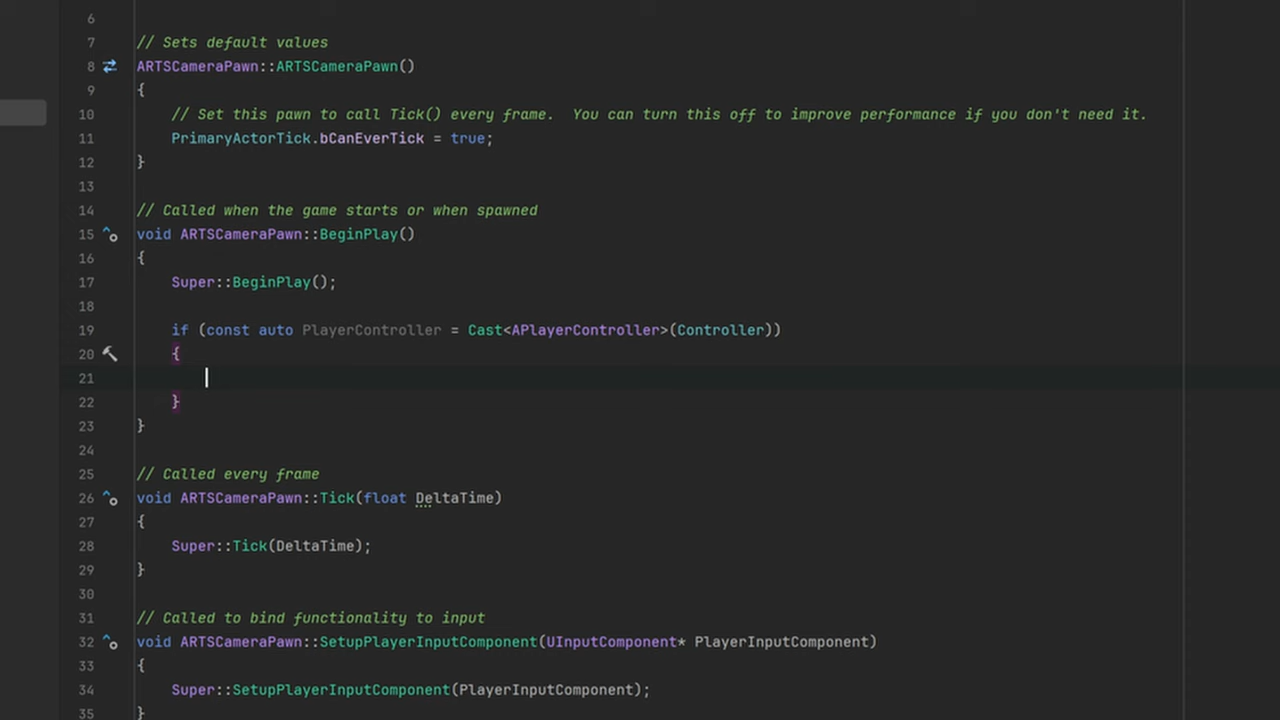 6
7 // Sets default values
8 ARTSCameraPawn::ARTSCameraPawn()
9 {
10 // Set this pawn to call Tick() every frame.  You can turn this off to improve performance if you don't need it.
11 PrimaryActorTick.bCanEverTick = true;
12 }
13
14 // Called when the game starts or when spawned
15 void ARTSCameraPawn::BeginPlay()
16 {
17 Super::BeginPlay();
18
19 if (const auto PlayerController = Cast<APlayerController>(Controller))
20 {
21
22 }
23 }
24
25 // Called every frame
26 void ARTSCameraPawn::Tick(float DeltaTime)
27 {
28 Super::Tick(DeltaTime);
29 }
30
31 // Called to bind functionality to input
32 void ARTSCameraPawn::SetupPlayerInputComponent(UInputComponent* PlayerInputComponent)
33 {
34 Super::SetupPlayerInputComponent(PlayerInputComponent);
35 }